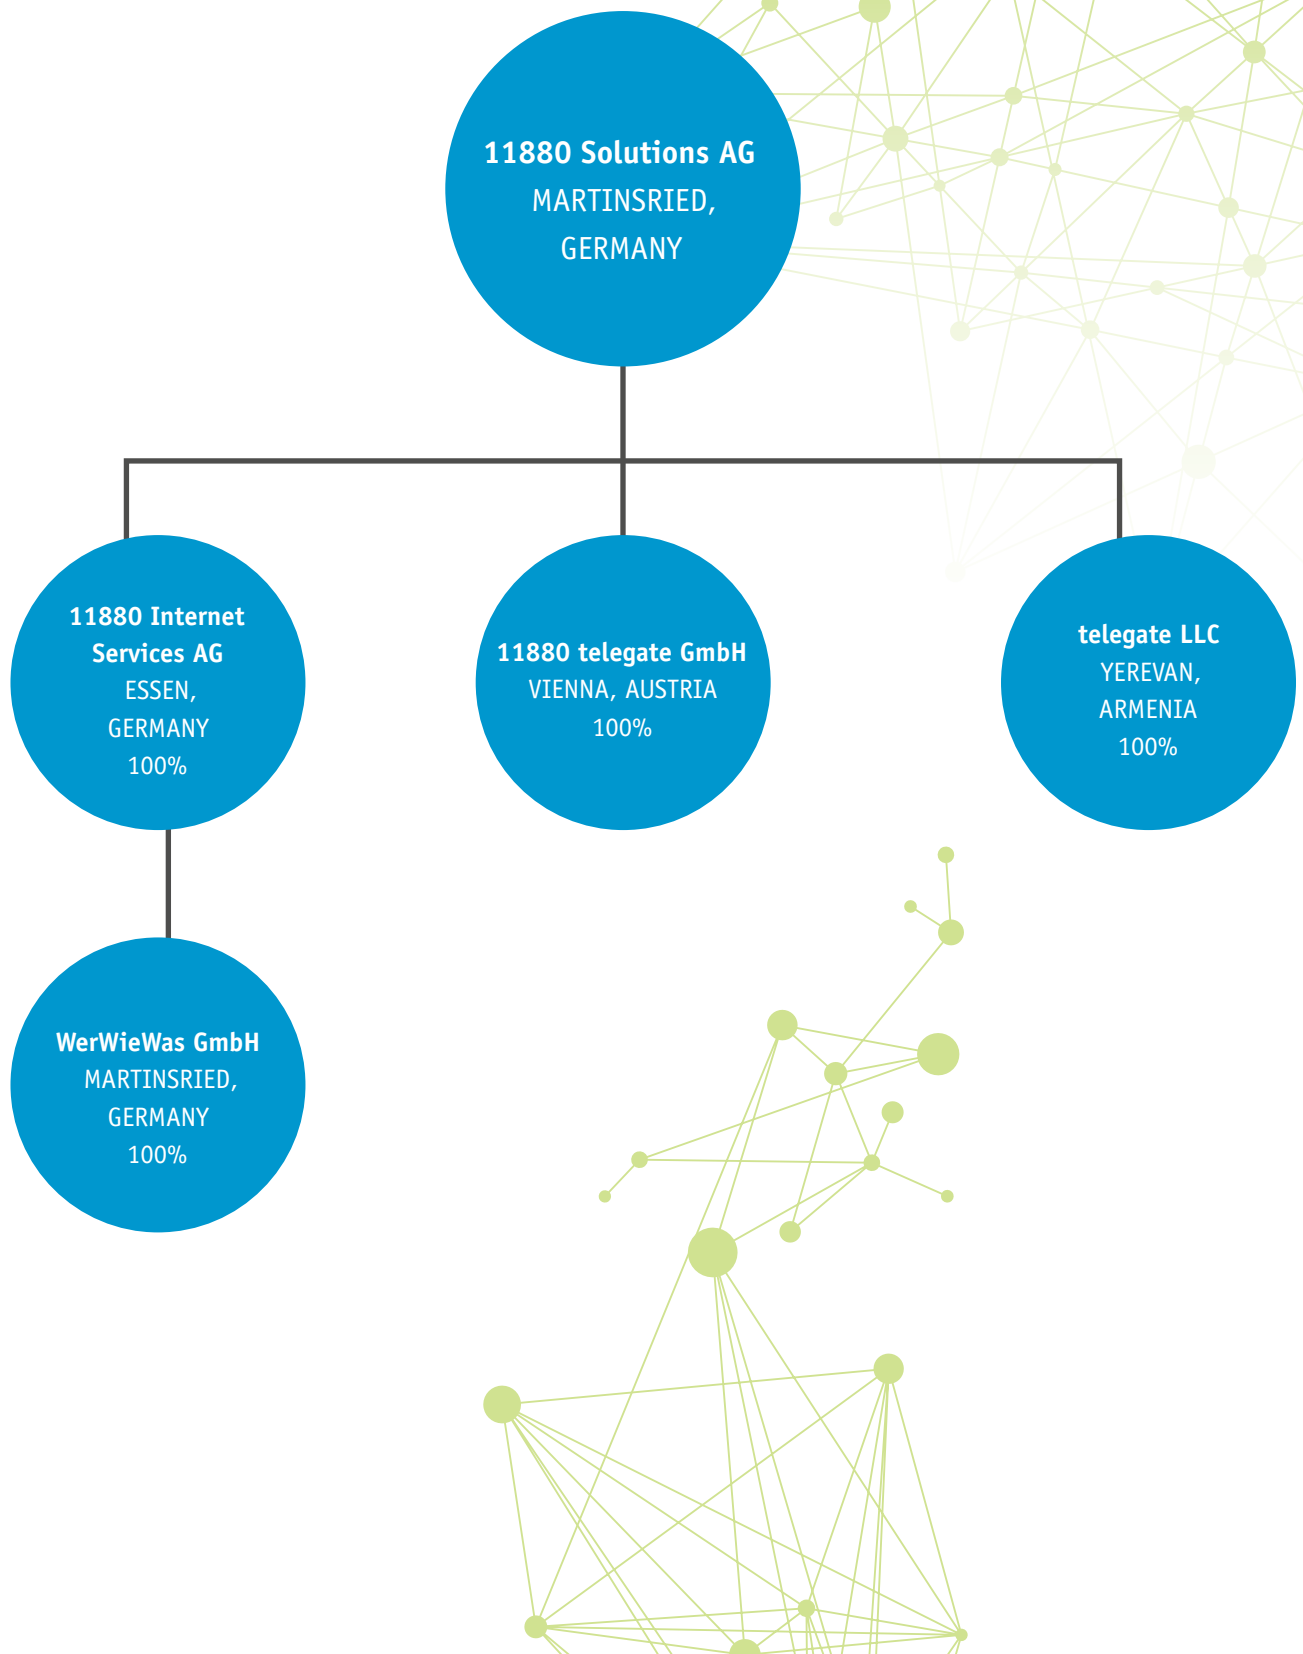 11880 Solutions AG
MARTINSRIED,
GERMANY
11880 Internet
Services AG
ESSEN,
GERMANY
100%
11880 telegate GmbH
VIENNA, AUSTRIA
100%
telegate LLC
YEREVAN,
ARMENIA
100%
WerWieWas GmbH
MARTINSRIED,
GERMANY
100%